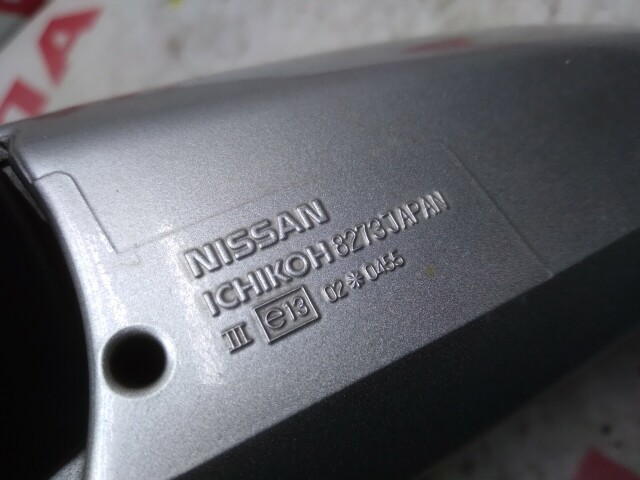 NISSAN
ICHIKOH 8273 JAPAN
III e13 02*0455